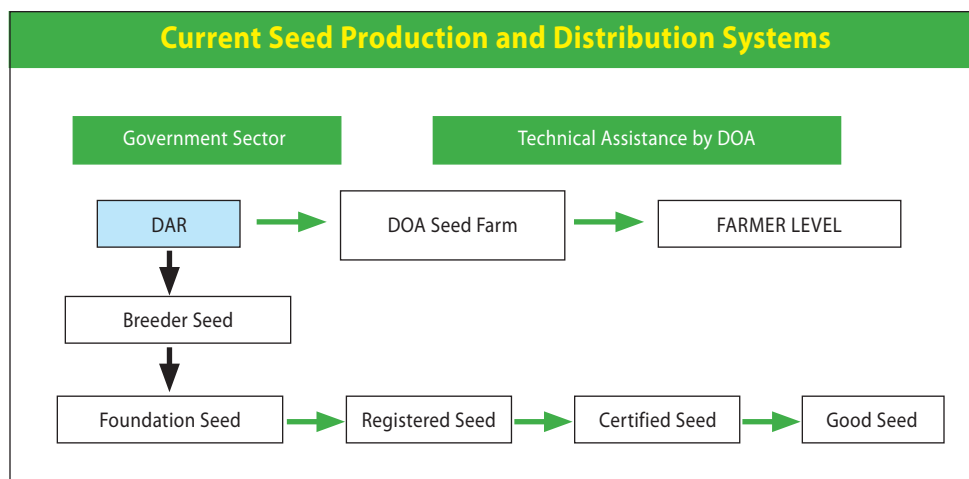 Current Seed Production and Distribution Systems
Government Sector
Technical Assistance by DOA
DAR
DOA Seed Farm
FARMER LEVEL
Breeder Seed
Foundation Seed
Registered Seed
Certified Seed
Good Seed